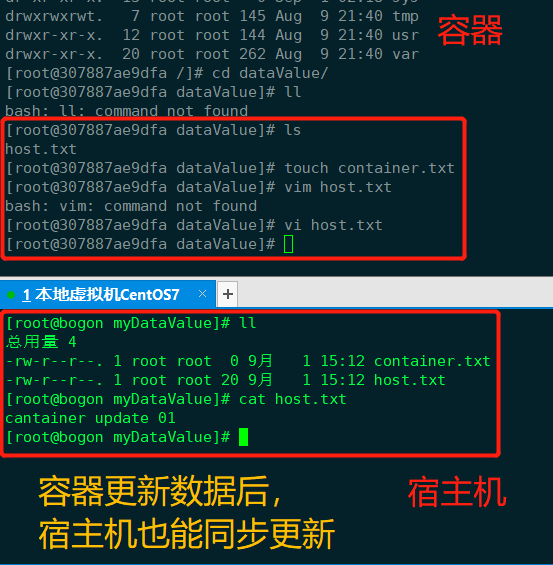 drwxrwxrwt.   7 root root 145 Aug  9 21:40 tmp
drwxr-xr-x.  12 root root 144 Aug  9 21:40 usr
drwxr-xr-x.  20 root root 262 Aug  9 21:40 var
容器
[root@307887ae9dfa /]# cd dataValue/
[root@307887ae9dfa dataValue]# ll
bash: ll: command not found
[root@307887ae9dfa dataValue]# ls
host.txt
[root@307887ae9dfa dataValue]# touch container.txt
[root@307887ae9dfa dataValue]# vim host.txt
bash: vim: command not found
[root@307887ae9dfa dataValue]# vi host.txt
[root@307887ae9dfa dataValue]#
1 本地虚拟机CentOS7 × +
[root@bogon myDataValue]# ll
总用量 4
-rw-r--r--. 1 root root  0 9月   1 15:12 container.txt
-rw-r--r--. 1 root root 20 9月   1 15:12 host.txt
[root@bogon myDataValue]# cat host.txt
cantainer update 01
[root@bogon myDataValue]#
容器更新数据后，
宿主机也能同步更新
宿主机